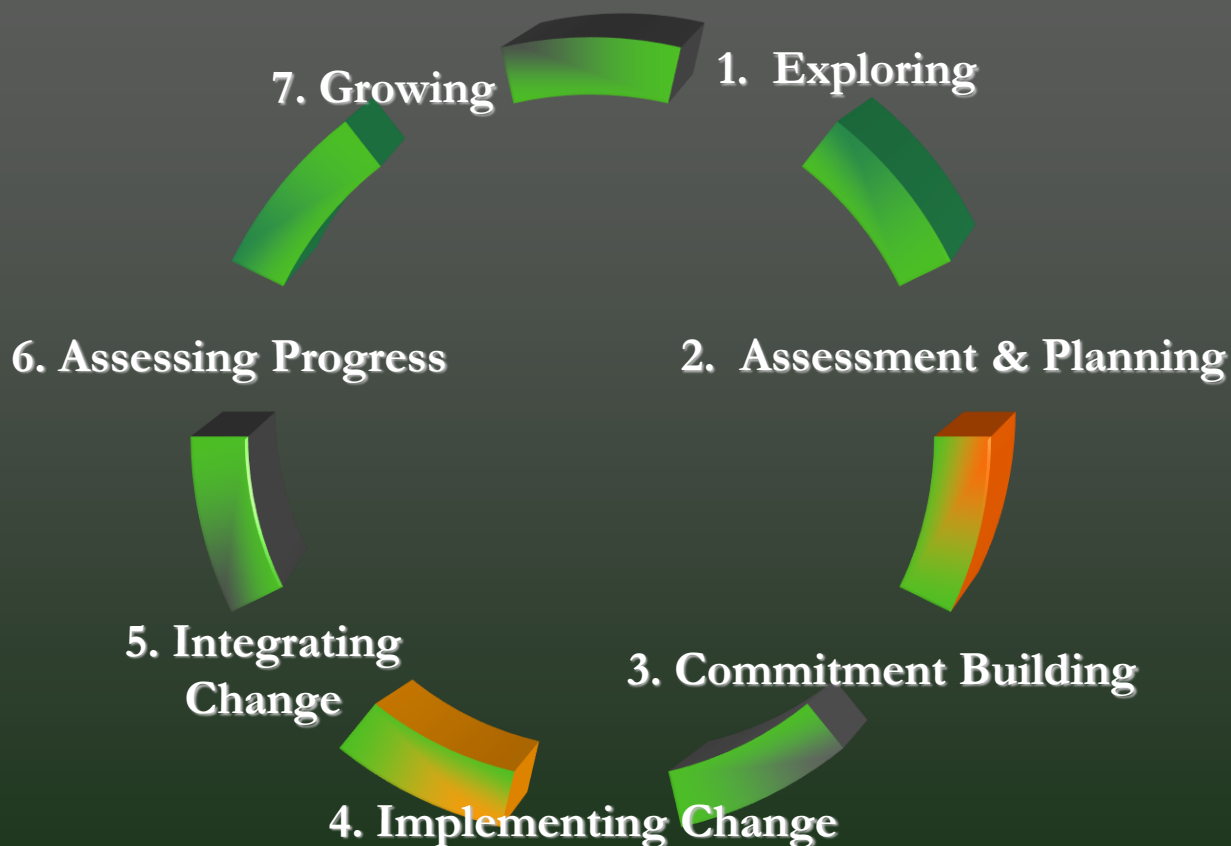 1. Exploring
2. Assessment & Planning
3. Commitment Building
4. Implementing Change
5. Integrating
Change
6. Assessing Progress
7. Growing